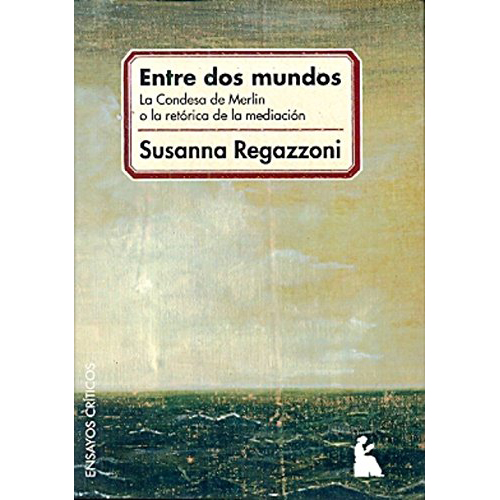 Entre dos mundos
La Condesa de Merlin
o la retórica de la mediación
Susanna Regazzoni
ENSAYOS CRÍTICOS